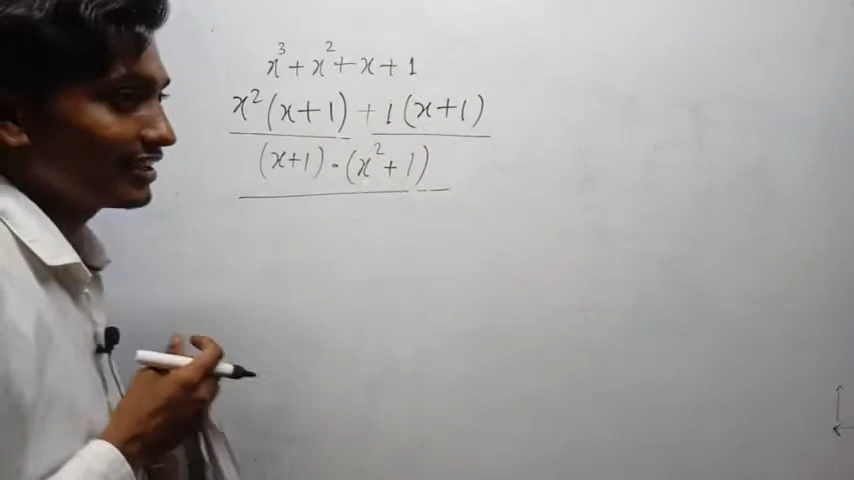 x³ + x² + x + 1
x² (x + 1) + 1 (x + 1)
(x + 1) • (x² + 1)